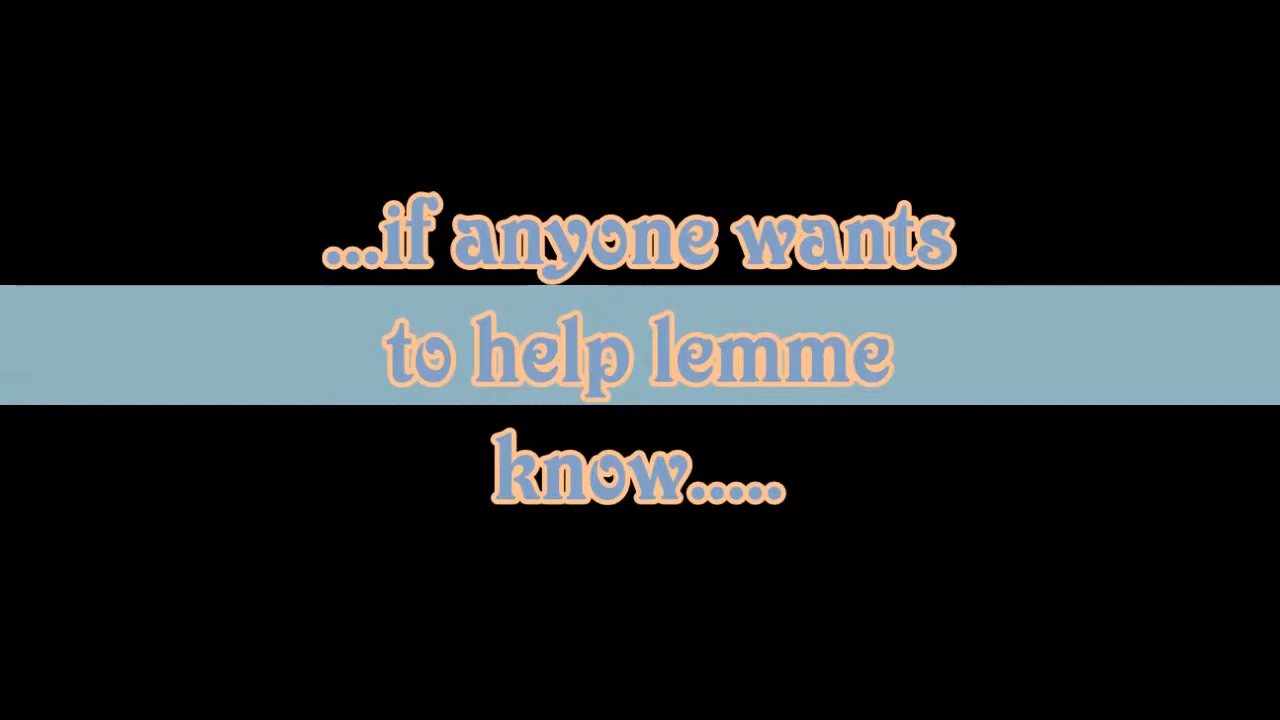 ...if anyone wants
to help lemme
know.....